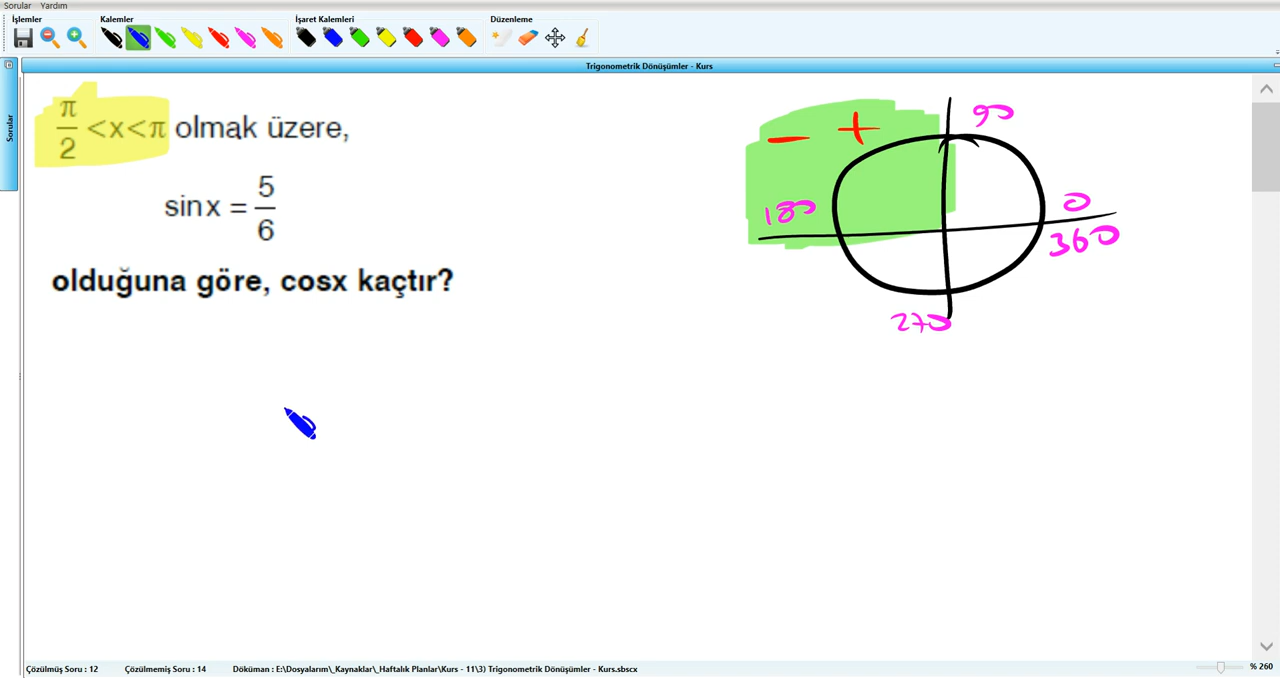 Sorular Yardım
İşlemler Kalemler İşaret Kalemleri Düzenleme
Trigonometrik Dönüşümler - Kurs
Sorular
π/2 <x<π olmak üzere,
sinx = 5/6
olduğuna göre, cosx kaçtır?
90
− +
180
0
360
270
Çözülmüş Soru : 12 Çözülmemiş Soru : 14 Döküman : E:\Dosyalarım\_Kaynaklar\_Haftalık Planlar\Kurs - 11\3) Trigonometrik Dönüşümler - Kurs.sbscx % 260